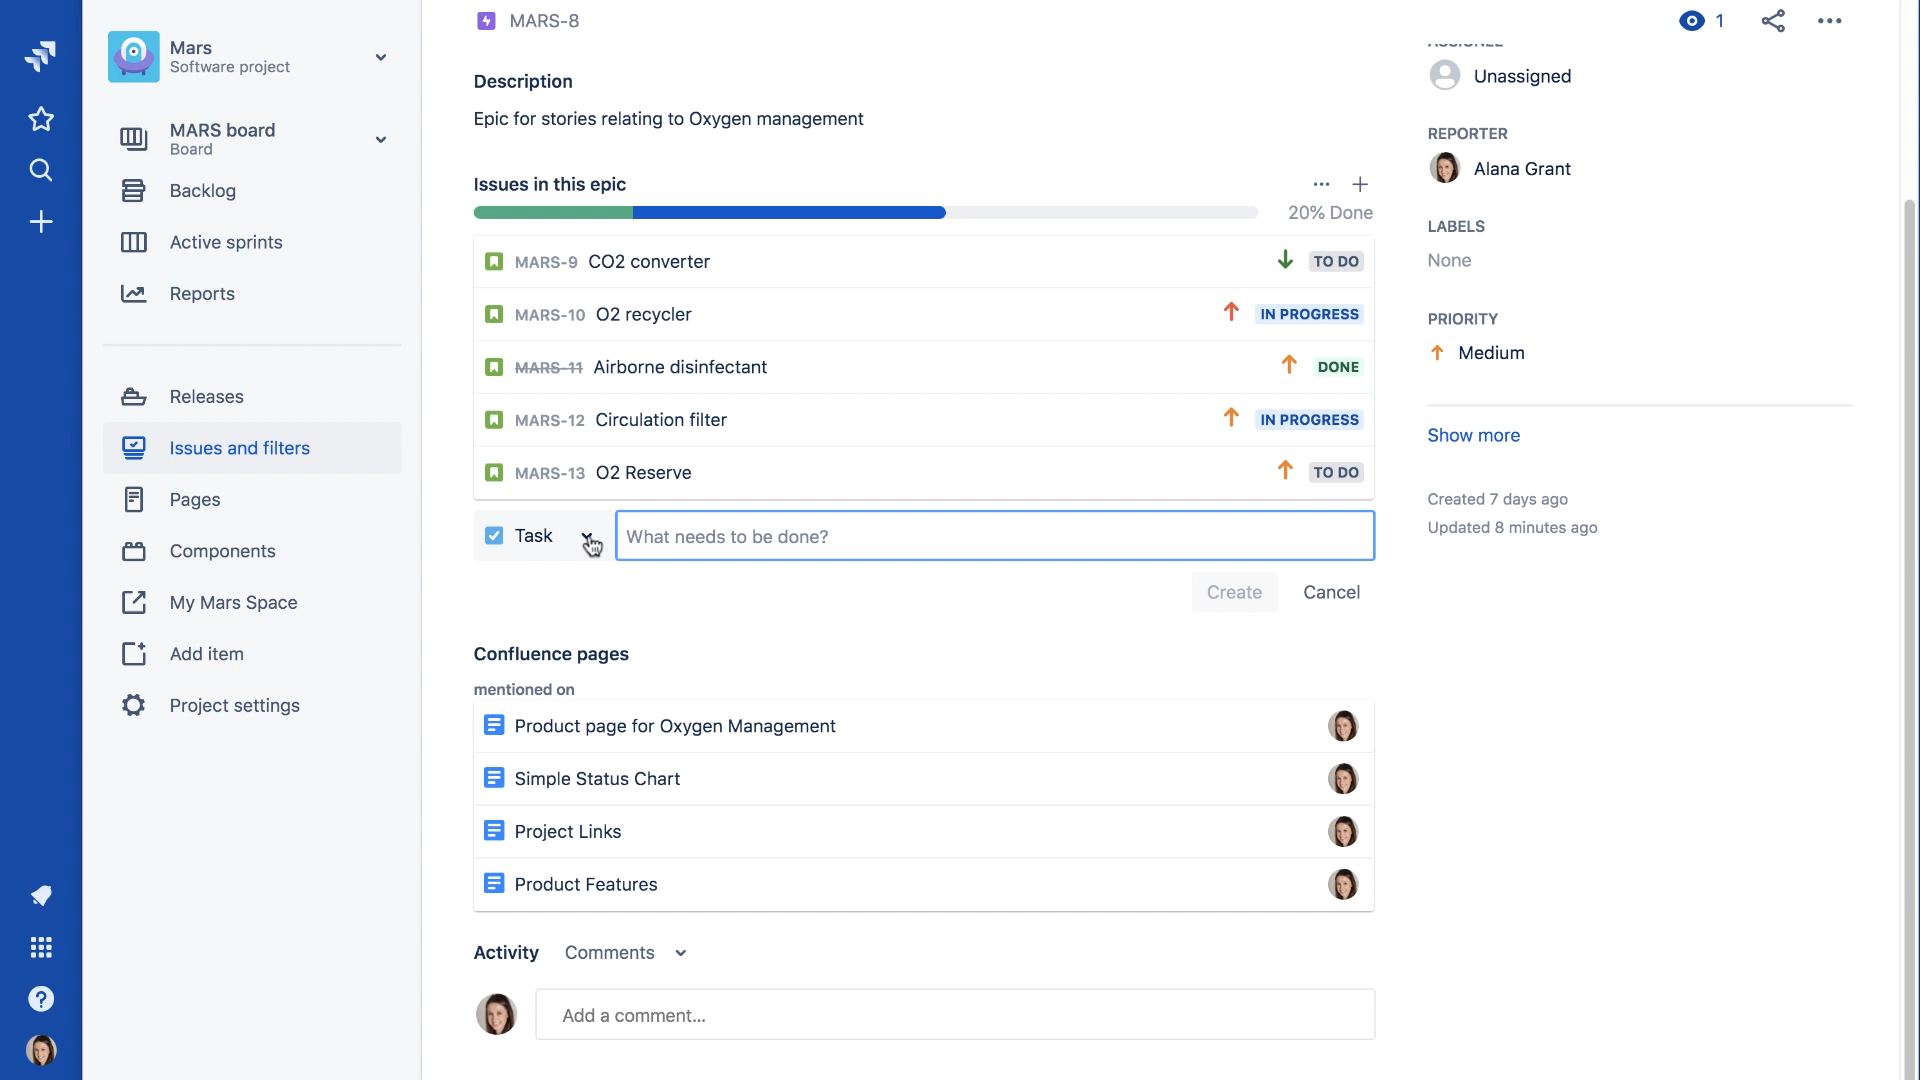 Mars
Software project
MARS board
Board
Backlog
Active sprints
Reports
Releases
Issues and filters
Pages
Components
My Mars Space
Add item
Project settings
MARS-8
1
Description
Epic for stories relating to Oxygen management
Issues in this epic
20% Done
MARS-9 CO2 converter TO DO
MARS-10 O2 recycler IN PROGRESS
MARS-11 Airborne disinfectant DONE
MARS-12 Circulation filter IN PROGRESS
MARS-13 O2 Reserve TO DO
Task What needs to be done?
Create Cancel
Confluence pages
mentioned on
Product page for Oxygen Management
Simple Status Chart
Project Links
Product Features
Activity Comments
Add a comment...
ASSIGNEE
Unassigned
REPORTER
Alana Grant
LABELS
None
PRIORITY
Medium
Show more
Created 7 days ago
Updated 8 minutes ago